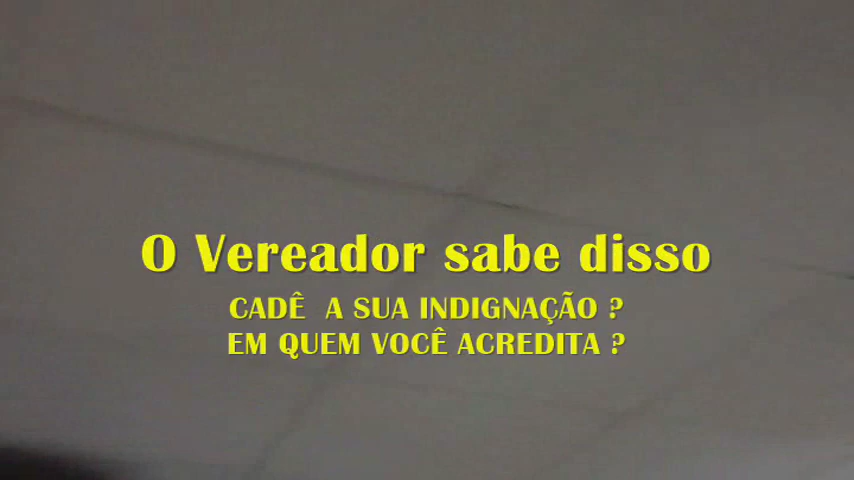 O Vereador sabe disso
CADÊ A SUA INDIGNAÇÃO ?
EM QUEM VOCÊ ACREDITA ?